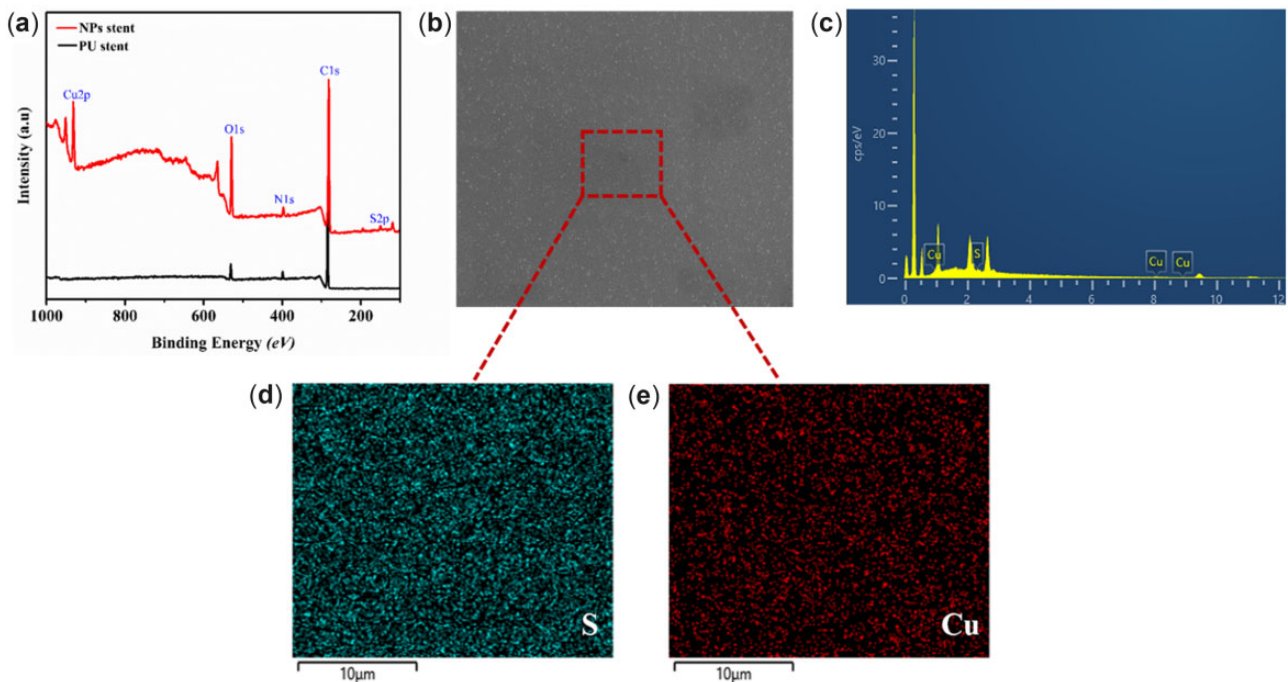 (a)
NPs stent
PU stent
Cu2p
O1s
N1s
C1s
S2p
Intensity (a.u)
1000 800 600 400 200
Binding Energy (eV)
(b)
(c)
30
20
10
0
cps/eV
Cu
S
Cu
Cu
0 2 4 6 8 10 12
(d)
S
10µm
(e)
Cu
10µm